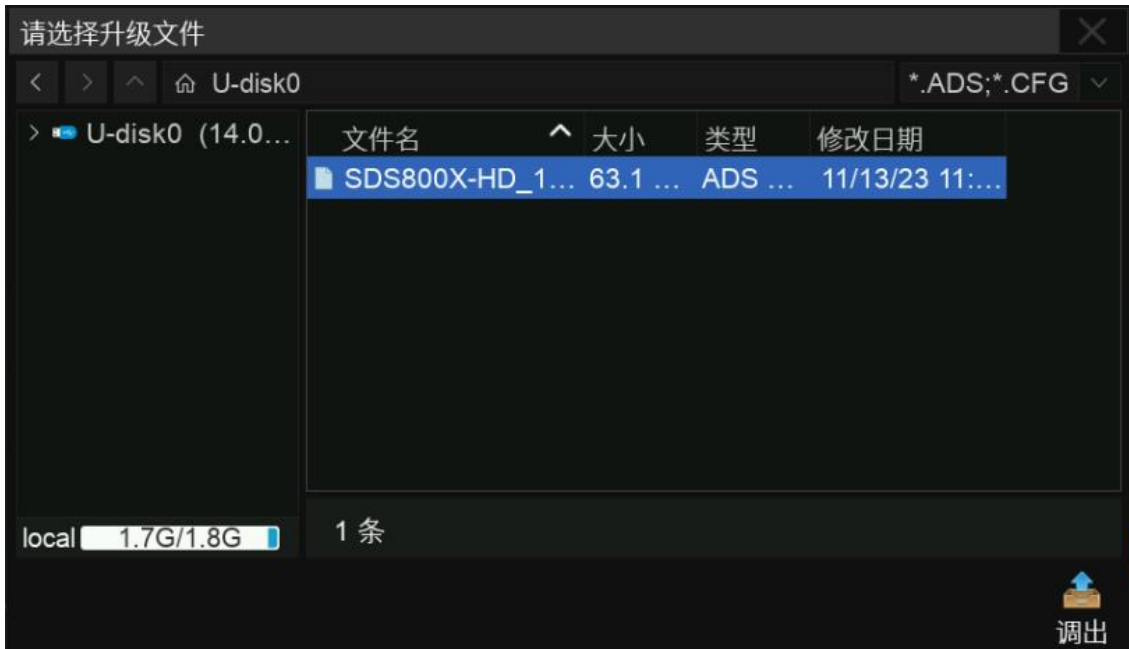 请选择升级文件
U-disk0 *.ADS;*.CFG
U-disk0 (14.0...
文件名 大小 类型 修改日期
SDS800X-HD_1... 63.1 ... ADS ... 11/13/23 11:...
local 1.7G/1.8G
1 条
调出